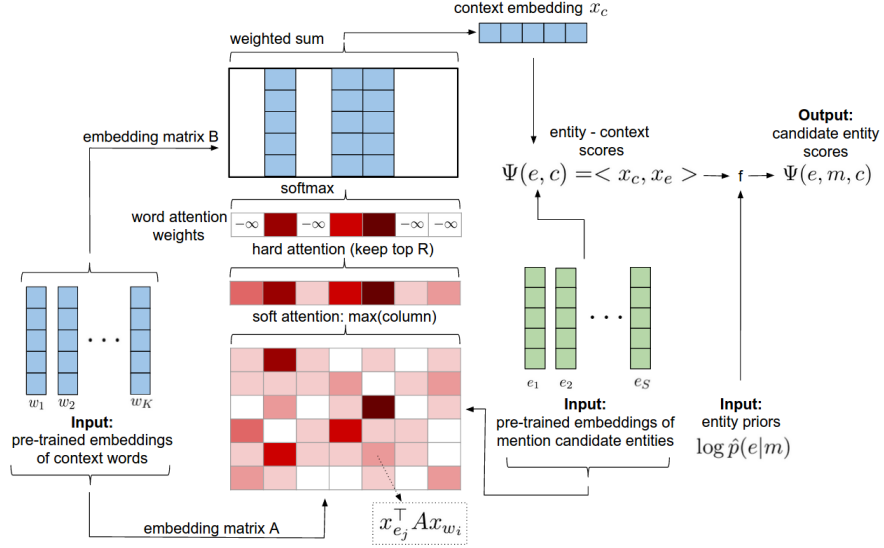 context embedding x_c
weighted sum
embedding matrix B
softmax
word attention
weights
−∞ −∞ −∞ −∞
hard attention (keep top R)
soft attention: max(column)
w_1 w_2 ... w_K
Input:
pre-trained embeddings
of context words
embedding matrix A
x_{e_j}^⊤ A x_{w_i}
entity - context
scores
Ψ(e, c) =< x_c, x_e >
f
Output:
candidate entity
scores
Ψ(e, m, c)
e_1 e_2 ... e_S
Input:
pre-trained embeddings of
mention candidate entities
Input:
entity priors
log p̂(e|m)